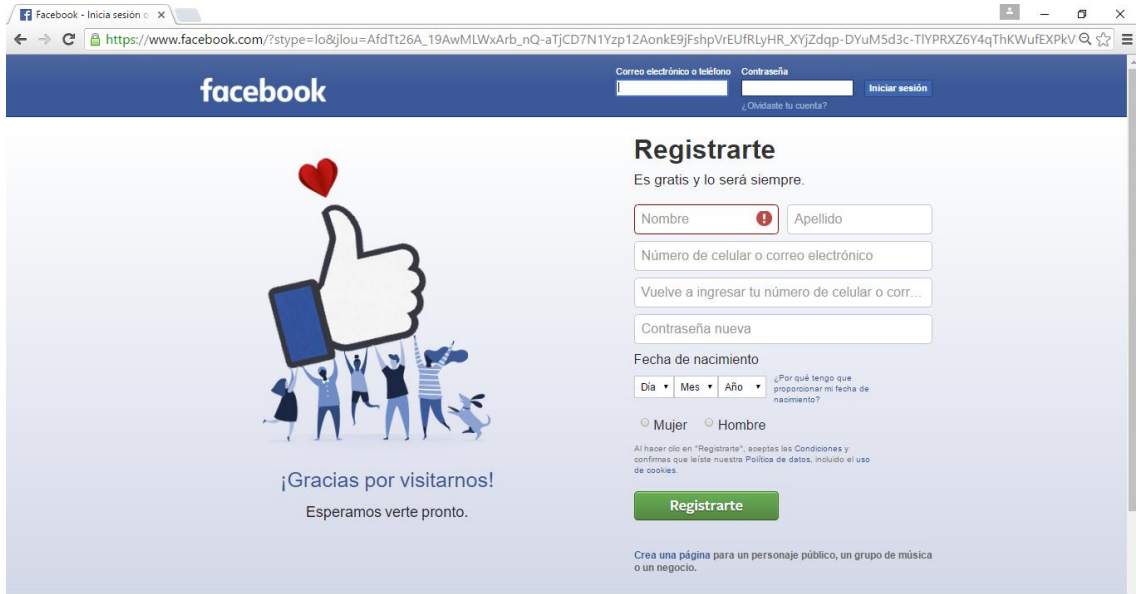 Facebook - Inicia sesión o
https://www.facebook.com/?stype=lo&jlou=AfdTt26A_19AwMLWxArb_nQ-aTjCD7N1Yzp12AonkE9jFshpVrEUfRLyHR_XYjZdqp-DYuM5d3c-TlYPRXZ6Y4qThKWufEXPkV
facebook
Correo electrónico o teléfono Contraseña
Iniciar sesión
¿Olvidaste tu cuenta?
Registrarte
Es gratis y lo será siempre.
Nombre Apellido
Número de celular o correo electrónico
Vuelve a ingresar tu número de celular o corr...
Contraseña nueva
Fecha de nacimiento
Día Mes Año
¿Por qué tengo que
proporcionar mi fecha de
nacimiento?
Mujer Hombre
Al hacer clic en "Registrarte", aceptas las Condiciones y
confirmas que leíste nuestra Política de datos, incluido el uso
de cookies.
Registrarte
Crea una página para un personaje público, un grupo de música
o un negocio.
¡Gracias por visitarnos!
Esperamos verte pronto.